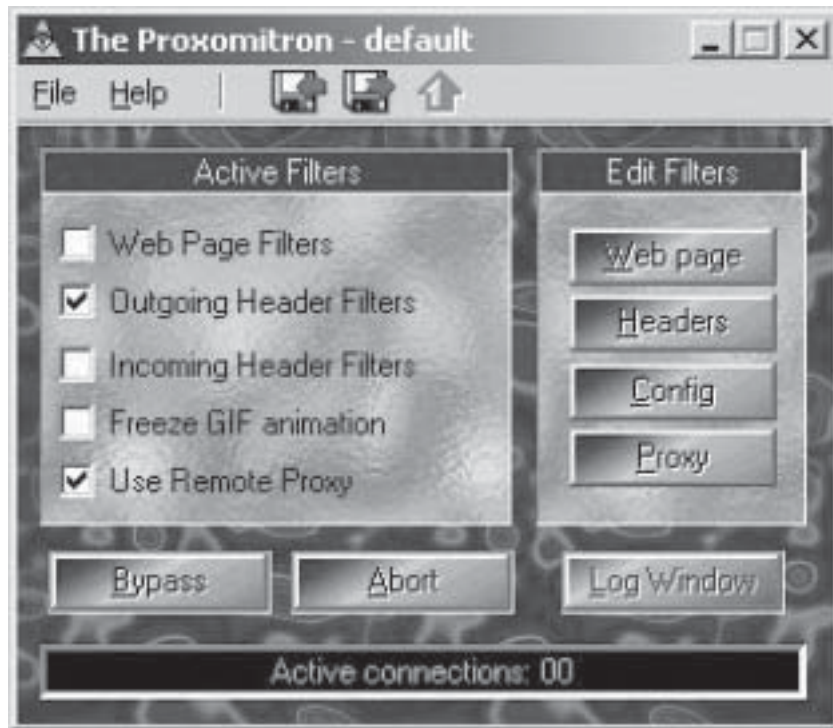 The Proxomitron - default
File Help
Active Filters
Web Page Filters
Outgoing Header Filters
Incoming Header Filters
Freeze GIF animation
Use Remote Proxy
Edit Filters
Web page
Headers
Config
Proxy
Bypass
Abort
Log Window
Active connections: 00